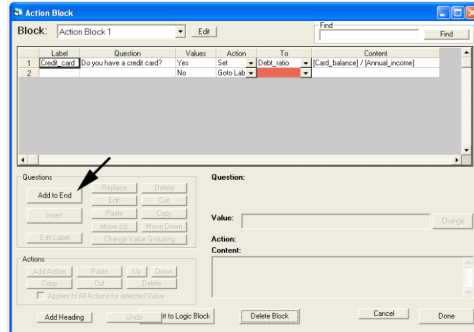 Action Block
Block: Action Block 1 Edit Find Find
Label Question Values Action To Content
1 Credit_card Do you have a credit card? Yes Set Debt_ratio [Card_balance] / [Annual_income]
2 No Goto Lab
Questions Question:
Add to End Replace Delete
Edit Cut
Insert Paste Copy Value: Change
Move Up Move Down
Edit Label Change Value Grouping Action:
Content:
Actions
Add Action Paste Up Down
Copy Cut Delete
Applies to All Actions for selected Value
Add Heading Undo rt to Logic Block Delete Block Cancel Done